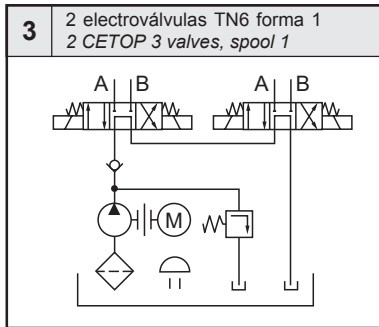 3
2 electroválvulas TN6 forma 1
2 CETOP 3 valves, spool 1
A B A B
M